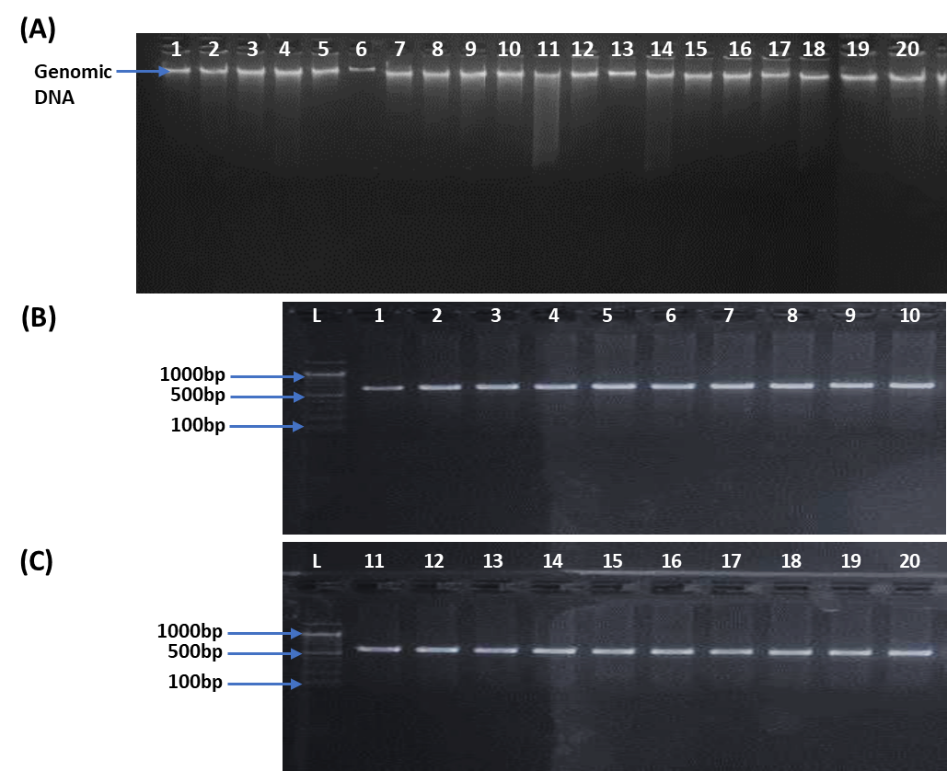 (A)
1 2 3 4 5 6 7 8 9 10 11 12 13 14 15 16 17 18 19 20
Genomic
DNA
(B)
L 1 2 3 4 5 6 7 8 9 10
1000bp
500bp
100bp
(C)
L 11 12 13 14 15 16 17 18 19 20
1000bp
500bp
100bp